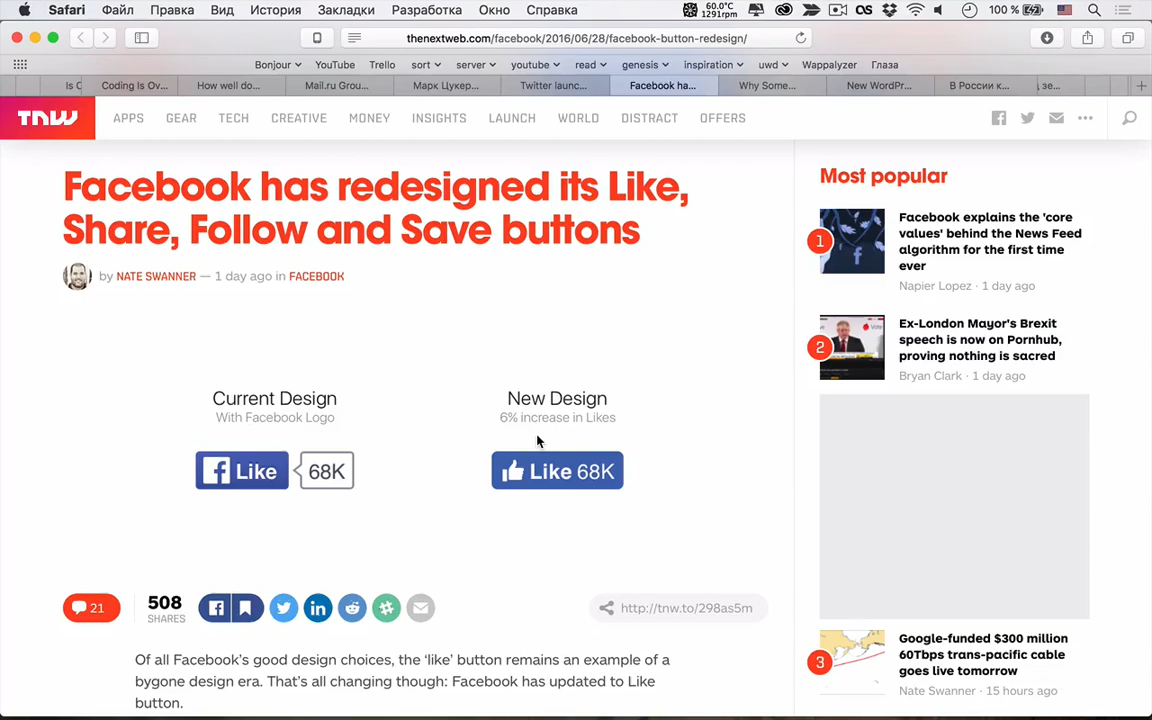 Safari Файл Правка Вид История Закладки Разработка Окно Справка 60.0°C 1291rpm 100 %
thenextweb.com/facebook/2016/06/28/facebook-button-redesign/
Bonjour YouTube Trello sort server youtube read genesis inspiration uwd Wappalyzer Глаза
Is C Coding Is Ov... How well do... Mail.ru Grou... Марк Цукер... Twitter launc... Facebook ha... Why Some... New WordPr... В России к...
TNW APPS GEAR TECH CREATIVE MONEY INSIGHTS LAUNCH WORLD DISTRACT OFFERS
Facebook has redesigned its Like,
Share, Follow and Save buttons
by NATE SWANNER — 1 day ago in FACEBOOK
Current Design
With Facebook Logo
Like 68K
New Design
6% increase in Likes
Like 68K
21 508 SHARES
http://tnw.to/298as5m
Of all Facebook's good design choices, the 'like' button remains an example of a
bygone design era. That's all changing though: Facebook has updated to Like
button.
Most popular
1
Facebook explains the 'core
values' behind the News Feed
algorithm for the first time
ever
Napier Lopez · 1 day ago
2
Ex-London Mayor's Brexit
speech is now on Pornhub,
proving nothing is sacred
Bryan Clark · 1 day ago
3
Google-funded $300 million
60Tbps trans-pacific cable
goes live tomorrow
Nate Swanner · 15 hours ago